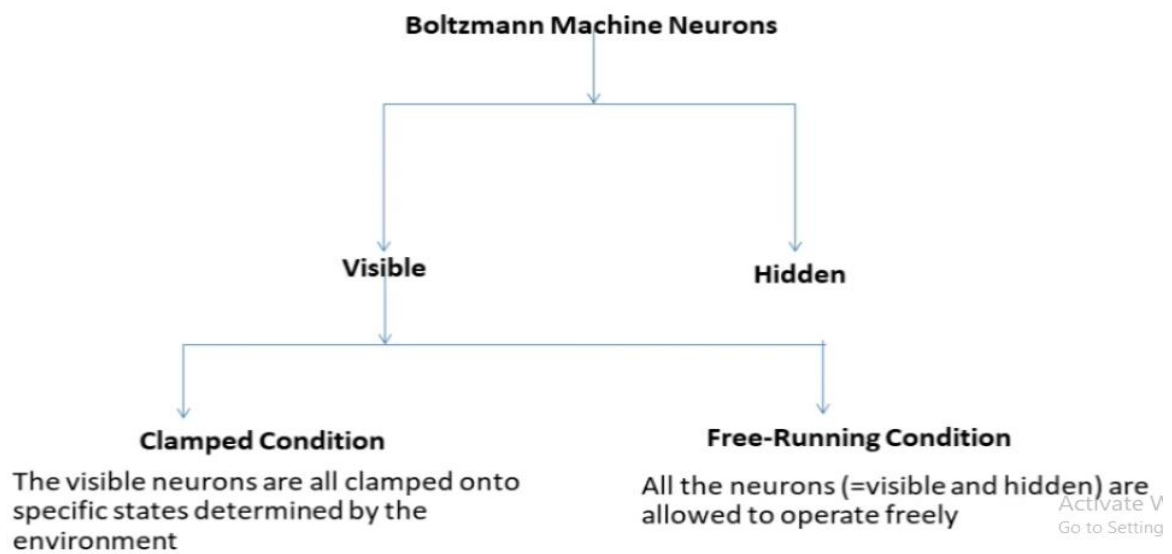 Boltzmann Machine Neurons
Visible
Hidden
Clamped Condition
The visible neurons are all clamped onto
specific states determined by the
environment
Free-Running Condition
All the neurons (=visible and hidden) are
allowed to operate freely
Activate
Go to Setting